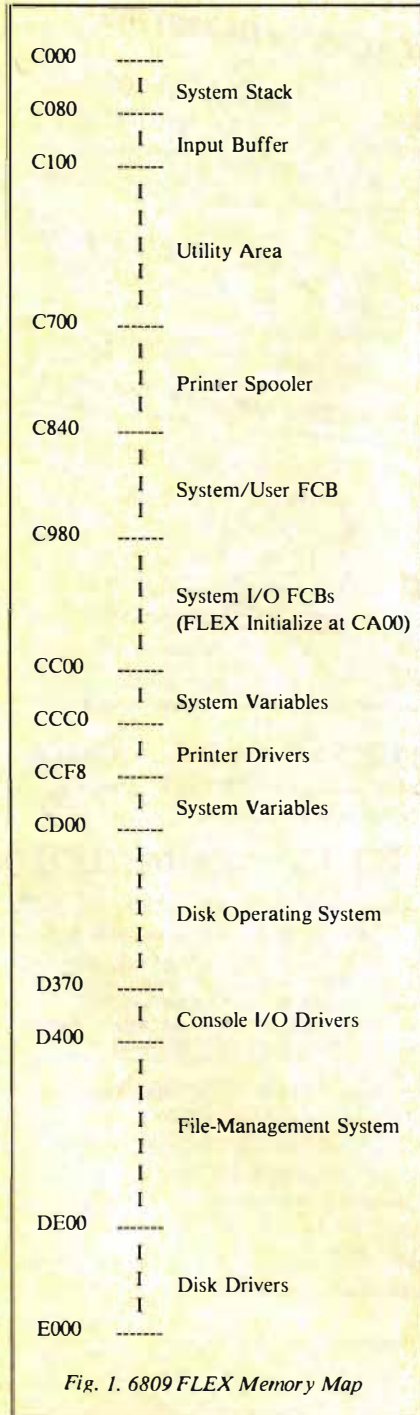 C000
System Stack
C080
Input Buffer
C100
Utility Area
C700
Printer Spooler
C840
System/User FCB
C980
System I/O FCBs
(FLEX Initialize at CA00)
CC00
System Variables
CCC0
Printer Drivers
CCF8
System Variables
CD00
Disk Operating System
D370
Console I/O Drivers
D400
File-Management System
DE00
Disk Drivers
E000
Fig. 1. 6809 FLEX Memory Map